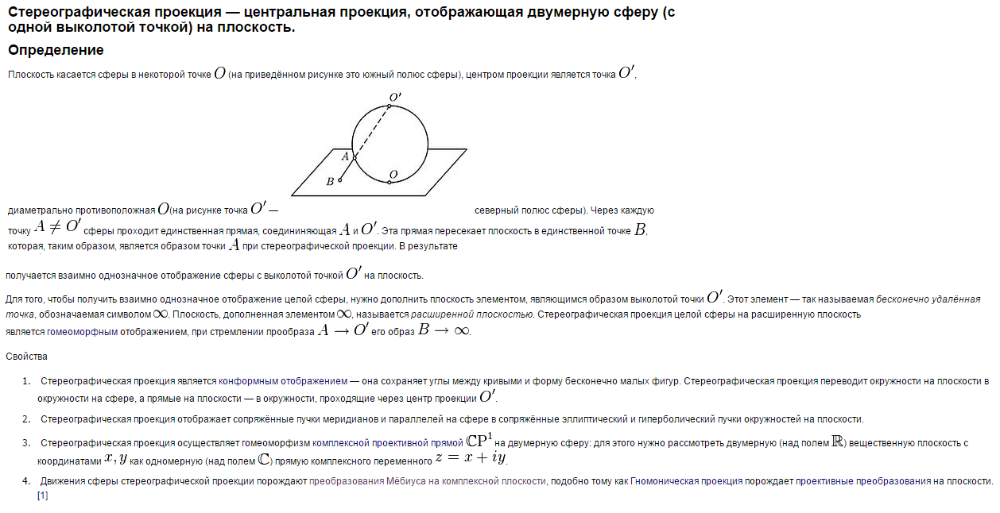 Стереографическая проекция — центральная проекция, отображающая двумерную сферу (с
одной выколотой точкой) на плоскость.
Определение
Плоскость касается сферы в некоторой точке O (на приведённом рисунке это южный полюс сферы), центром проекции является точка O′,
O′
A
O
B
диаметрально противоположная O(на рисунке точка O′ — северный полюс сферы). Через каждую
точку A ≠ O′ сферы проходит единственная прямая, соедининяющая A и O′. Эта прямая пересекает плоскость в единственной точке B,
которая, таким образом, является образом точки A при стереографической проекции. В результате
получается взаимно однозначное отображение сферы с выколотой точкой O′ на плоскость.
Для того, чтобы получить взаимно однозначное отображение целой сферы, нужно дополнить плоскость элементом, являющимся образом выколотой точки O′. Этот элемент — так называемая бесконечно удалённая
точка, обозначаемая символом ∞. Плоскость, дополненная элементом ∞, называется расширенной плоскостью. Стереографическая проекция целой сферы на расширенную плоскость
является гомеоморфным отображением, при стремлении прообраза A → O′ его образ B → ∞.
Свойства
1. Стереографическая проекция является конформным отображением — она сохраняет углы между кривыми и форму бесконечно малых фигур. Стереографическая проекция переводит окружности на плоскости в
окружности на сфере, а прямые на плоскости — в окружности, проходящие через центр проекции O′.
2. Стереографическая проекция отображает сопряжённые пучки меридианов и параллелей на сфере в сопряжённые эллиптический и гиперболический пучки окружностей на плоскости.
3. Стереографическая проекция осуществляет гомеоморфизм комплексной проективной прямой ℂP¹ на двумерную сферу: для этого нужно рассмотреть двумерную (над полем ℝ) вещественную плоскость с
координатами x, y как одномерную (над полем ℂ) прямую комплексного переменного z = x + iy.
4. Движения сферы стереографической проекции порождают преобразования Мёбиуса на комплексной плоскости, подобно тому как Гномоническая проекция порождает проективные преобразования на плоскости.
[1]